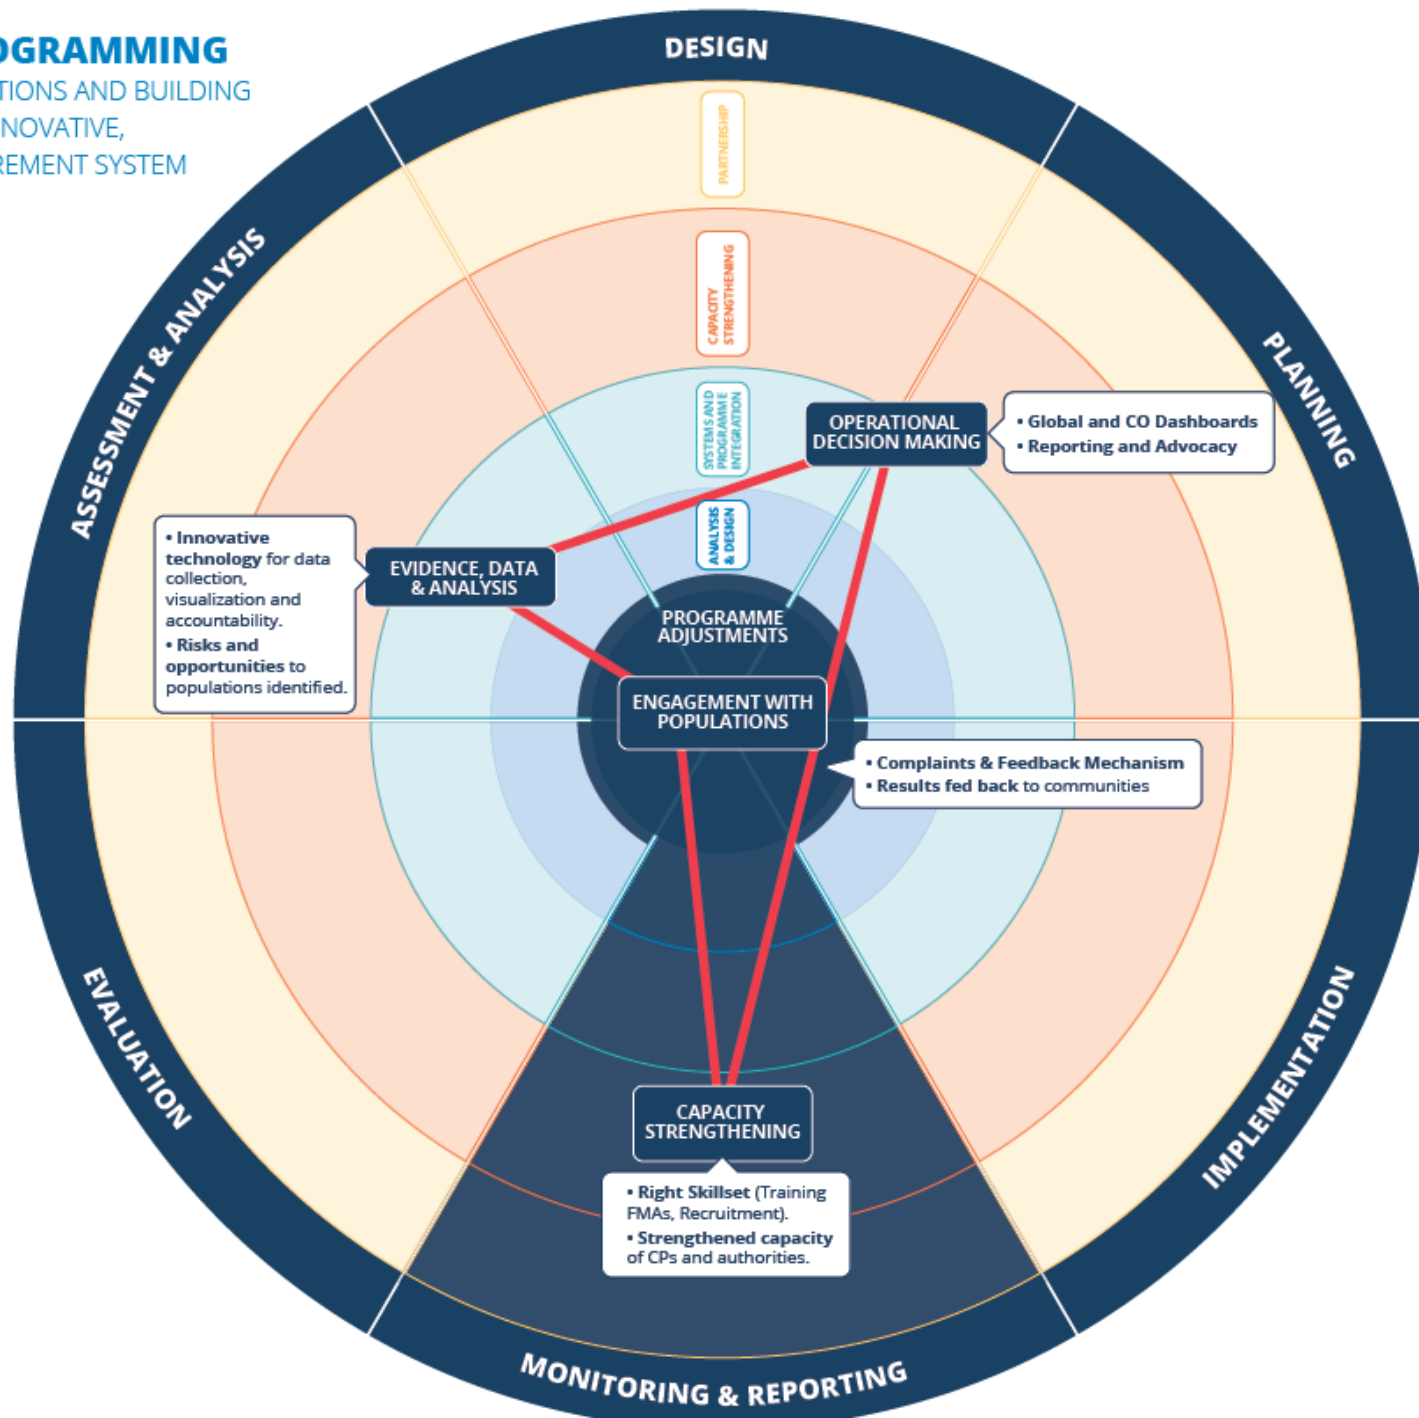 OGRAMMING
TIONS AND BUILDING
NOVATIVE,
REMENT SYSTEM
DESIGN
PARTNERSHIP
CAPACITY
STRENGTHENING
SYSTEMS AND
PROGRAMME
INTEGRATION
ANALYSIS
& DESIGN
ASSESSMENT & ANALYSIS
PLANNING
OPERATIONAL
DECISION MAKING
• Global and CO Dashboards
• Reporting and Advocacy
• Innovative
technology for data
collection,
visualization and
accountability.
• Risks and
opportunities to
populations identified.
EVIDENCE, DATA
& ANALYSIS
PROGRAMME
ADJUSTMENTS
ENGAGEMENT WITH
POPULATIONS
• Complaints & Feedback Mechanism
• Results fed back to communities
EVALUATION
IMPLEMENTATION
CAPACITY
STRENGTHENING
• Right Skillset (Training
FMAs, Recruitment).
• Strengthened capacity
of CPs and authorities.
MONITORING & REPORTING